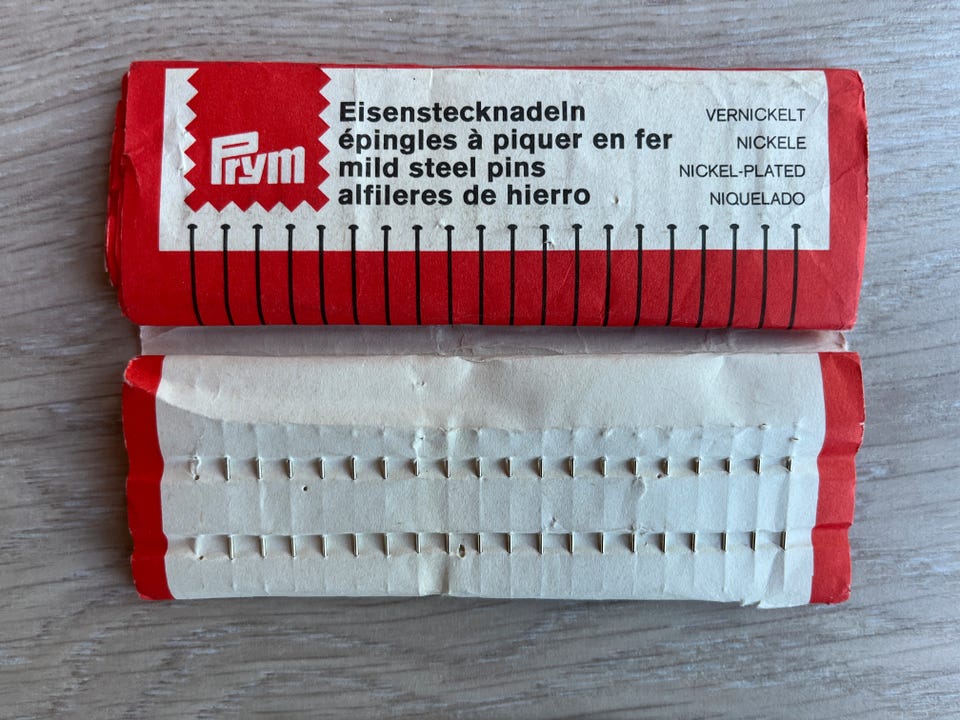 Prym
Eisenstecknadeln
épingles à piquer en fer
mild steel pins
alfileres de hierro
VERNICKELT
NICKELE
NICKEL-PLATED
NIQUELADO